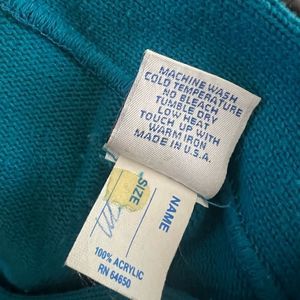 MACHINE WASH
COLD TEMPERATURE
NO BLEACH
TUMBLE DRY
LOW HEAT
TOUCH UP WITH
WARM IRON
MADE IN U.S.A.
NAME
SIZE
100% ACRYLIC
RN 64650